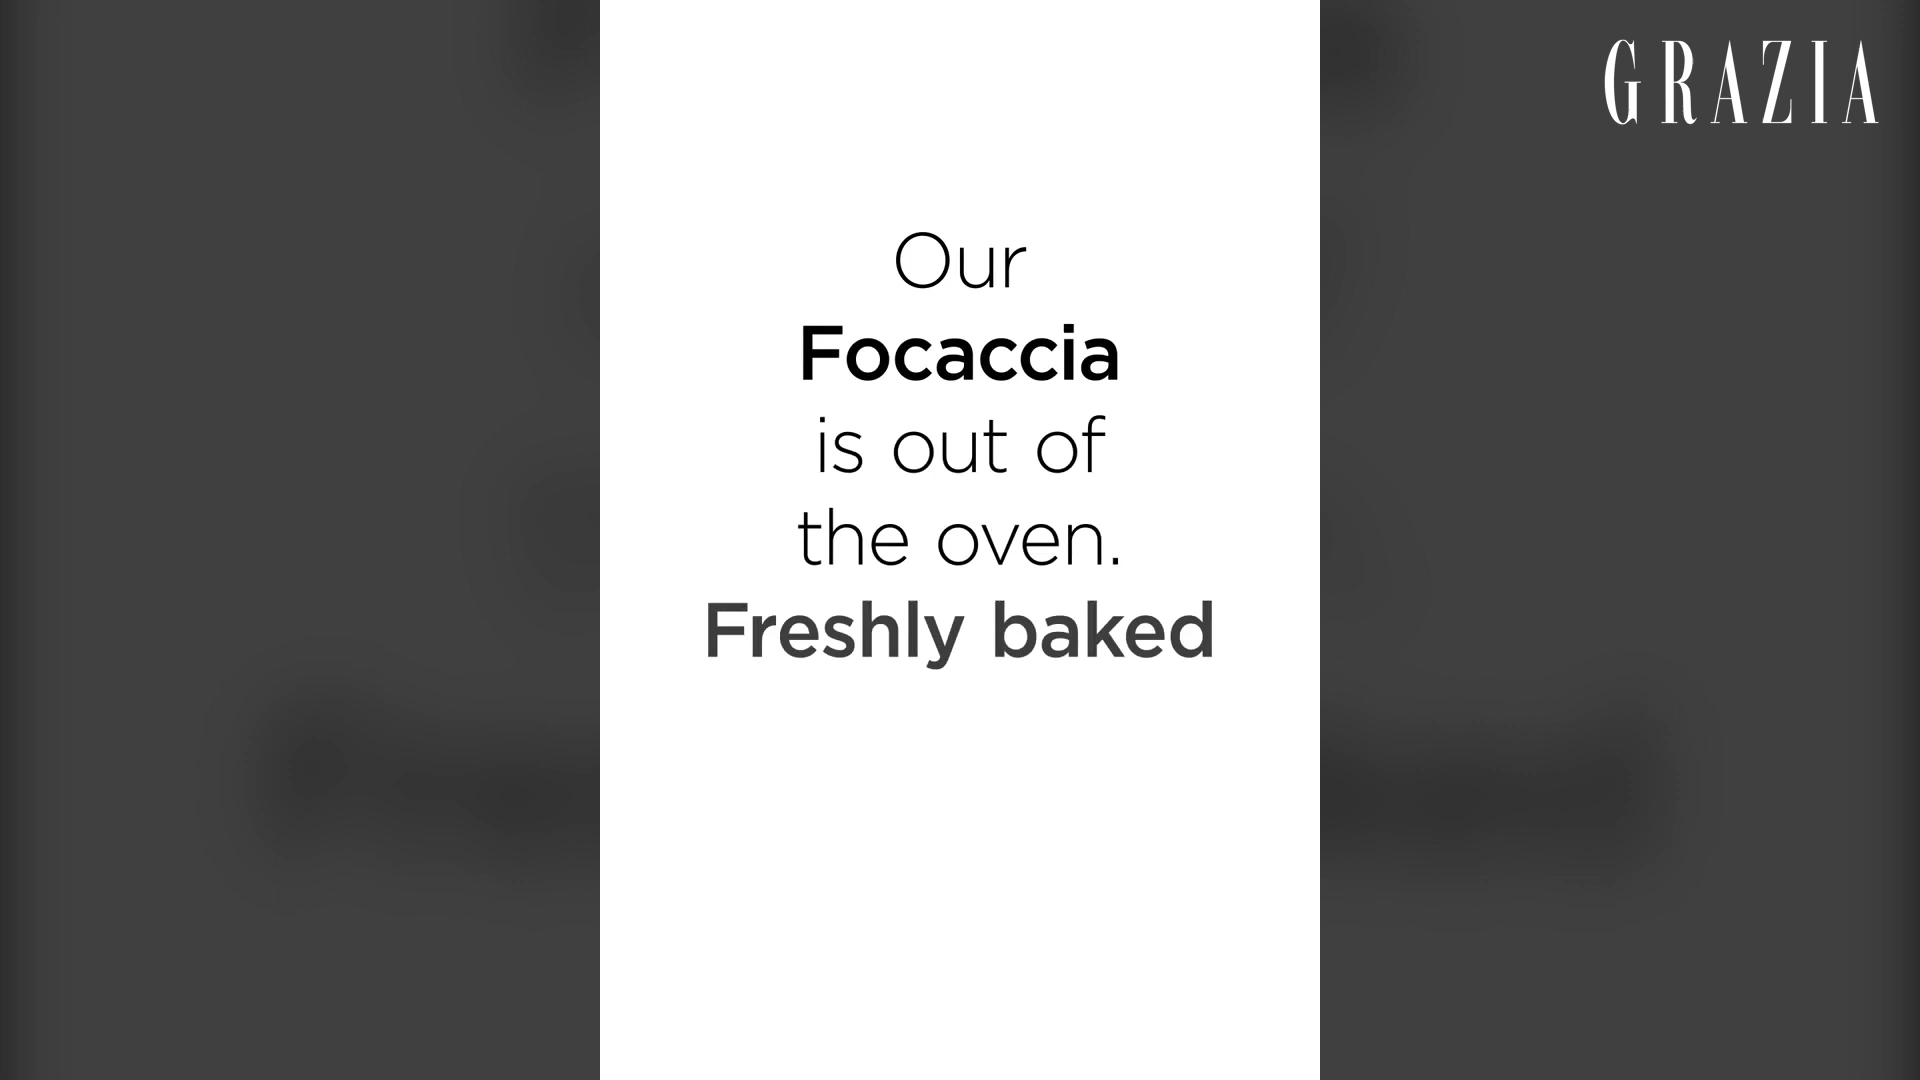 GRAZIA
Our
Focaccia
is out of
the oven.
Freshly baked